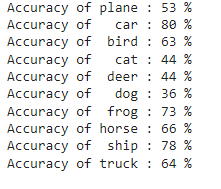 Accuracy of plane : 53 %
Accuracy of   car : 80 %
Accuracy of  bird : 63 %
Accuracy of   cat : 44 %
Accuracy of  deer : 44 %
Accuracy of   dog : 36 %
Accuracy of  frog : 73 %
Accuracy of horse : 66 %
Accuracy of  ship : 78 %
Accuracy of truck : 64 %